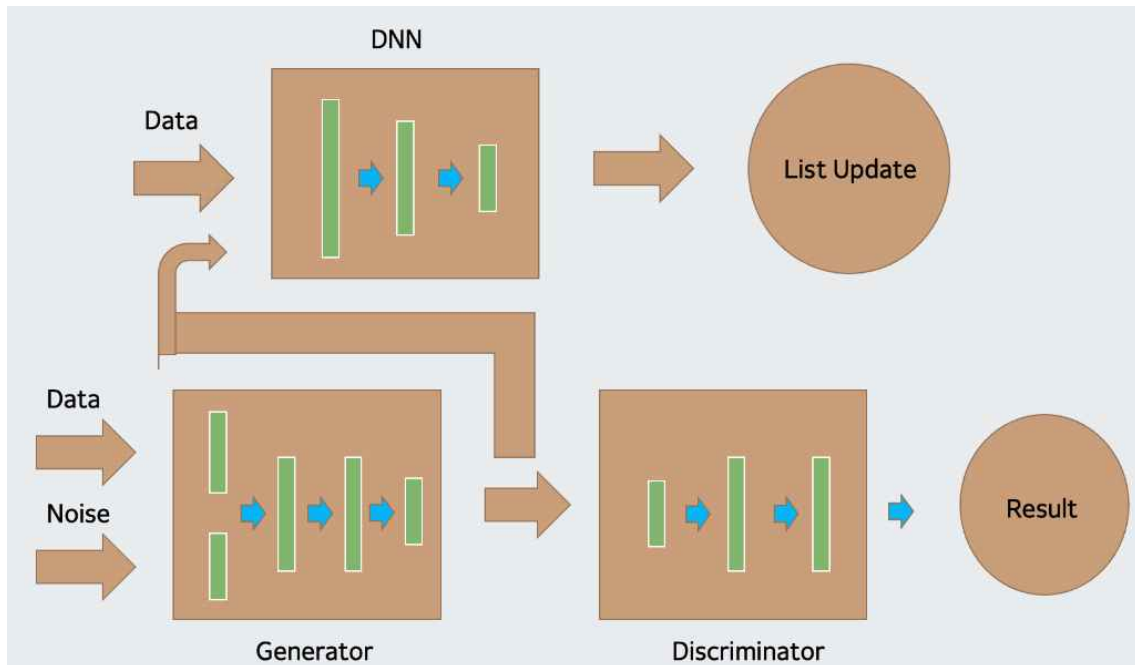 DNN
Data
List Update
Data
Noise
Result
Generator
Discriminator